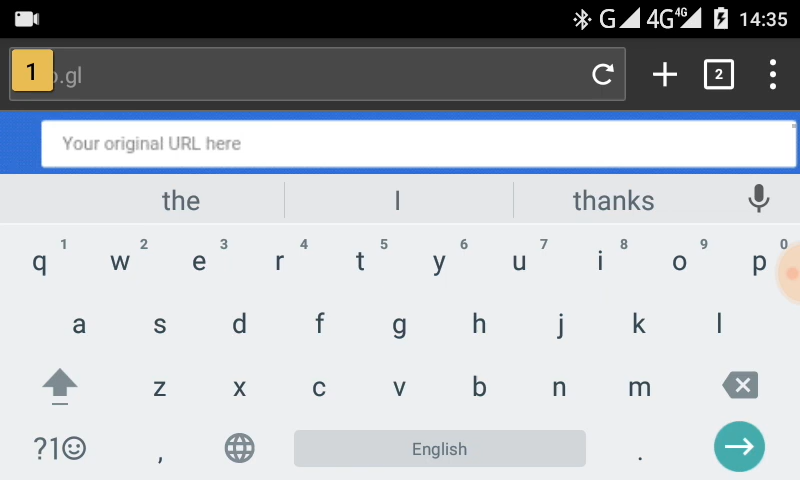 G 4G 4G 14:35
1 .gl 2
Your original URL here
the I thanks
1 2 3 4 5 6 7 8 9 0
q w e r t y u i o p
a s d f g h j k l
z x c v b n m
?1 , English .